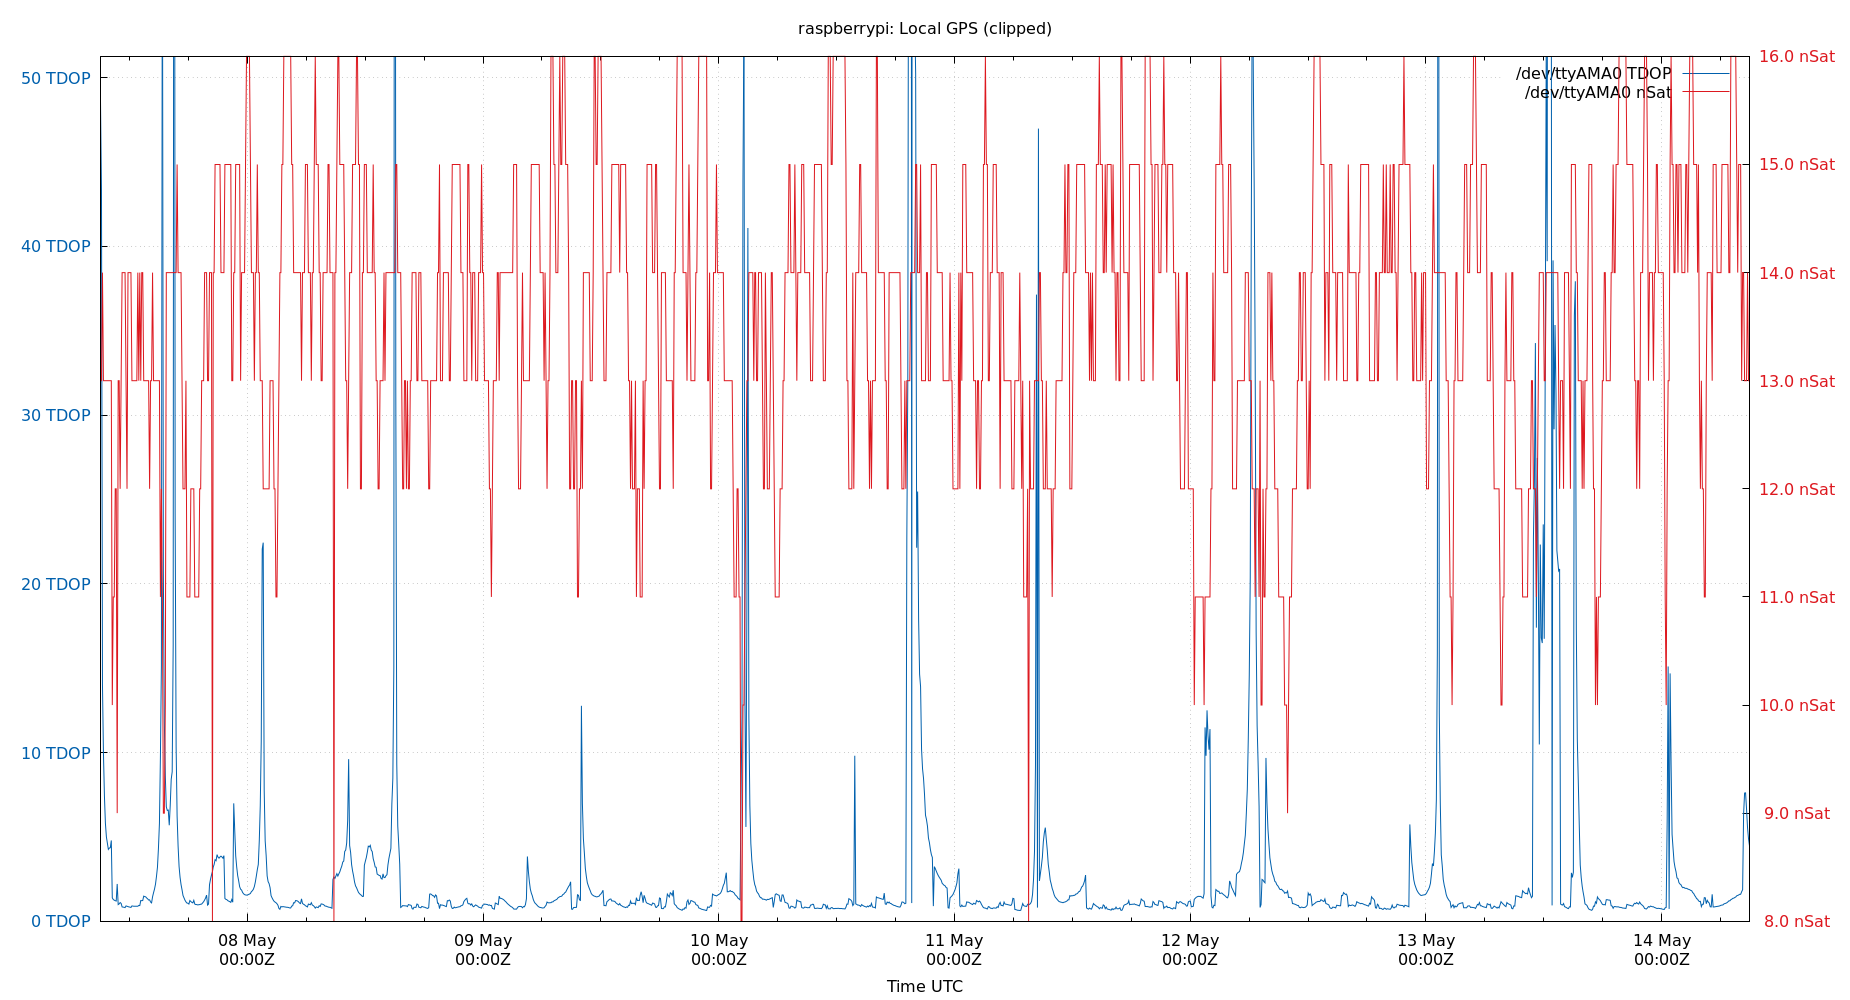 raspberrypi: Local GPS (clipped)
50 TDOP
40 TDOP
30 TDOP
20 TDOP
10 TDOP
0 TDOP
16.0 nSat
15.0 nSat
14.0 nSat
13.0 nSat
12.0 nSat
11.0 nSat
10.0 nSat
9.0 nSat
8.0 nSat
/dev/ttyAMA0 TDOP
/dev/ttyAMA0 nSat
08 May
00:00Z
09 May
00:00Z
10 May
00:00Z
11 May
00:00Z
12 May
00:00Z
13 May
00:00Z
14 May
00:00Z
Time UTC